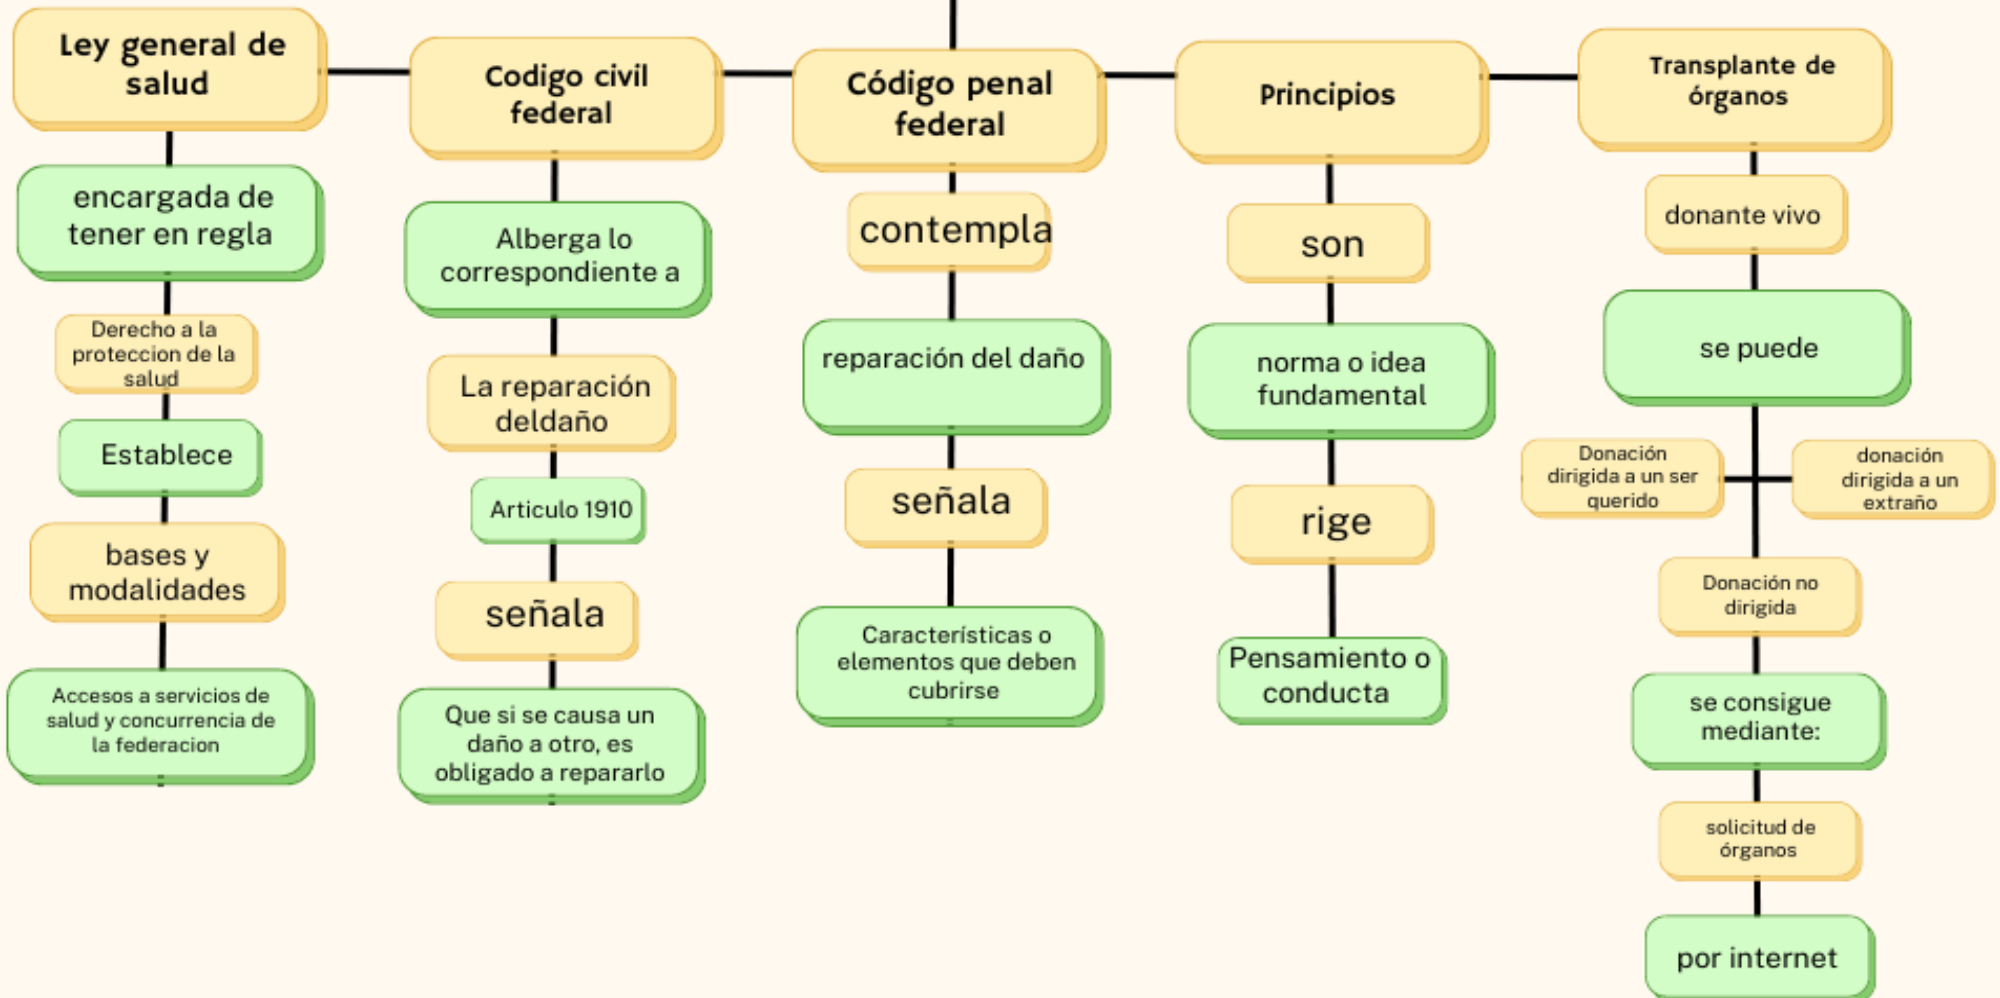 Ley general de
salud
encargada de
tener en regla
Derecho a la
proteccion de la
salud
Establece
bases y
modalidades
Accesos a servicios de
salud y concurrencia de
la federacion
Codigo civil
federal
Alberga lo
correspondiente a
La reparación
deldaño
Articulo 1910
señala
Que si se causa un
daño a otro, es
obligado a repararlo
Código penal
federal
contempla
reparación del daño
señala
Características o
elementos que deben
cubrirse
Principios
son
norma o idea
fundamental
rige
Pensamiento o
conducta
Transplante de
órganos
donante vivo
se puede
Donación
dirigida a un ser
querido
donación
dirigida a un
extraño
Donación no
dirigida
se consigue
mediante:
solicitud de
órganos
por internet